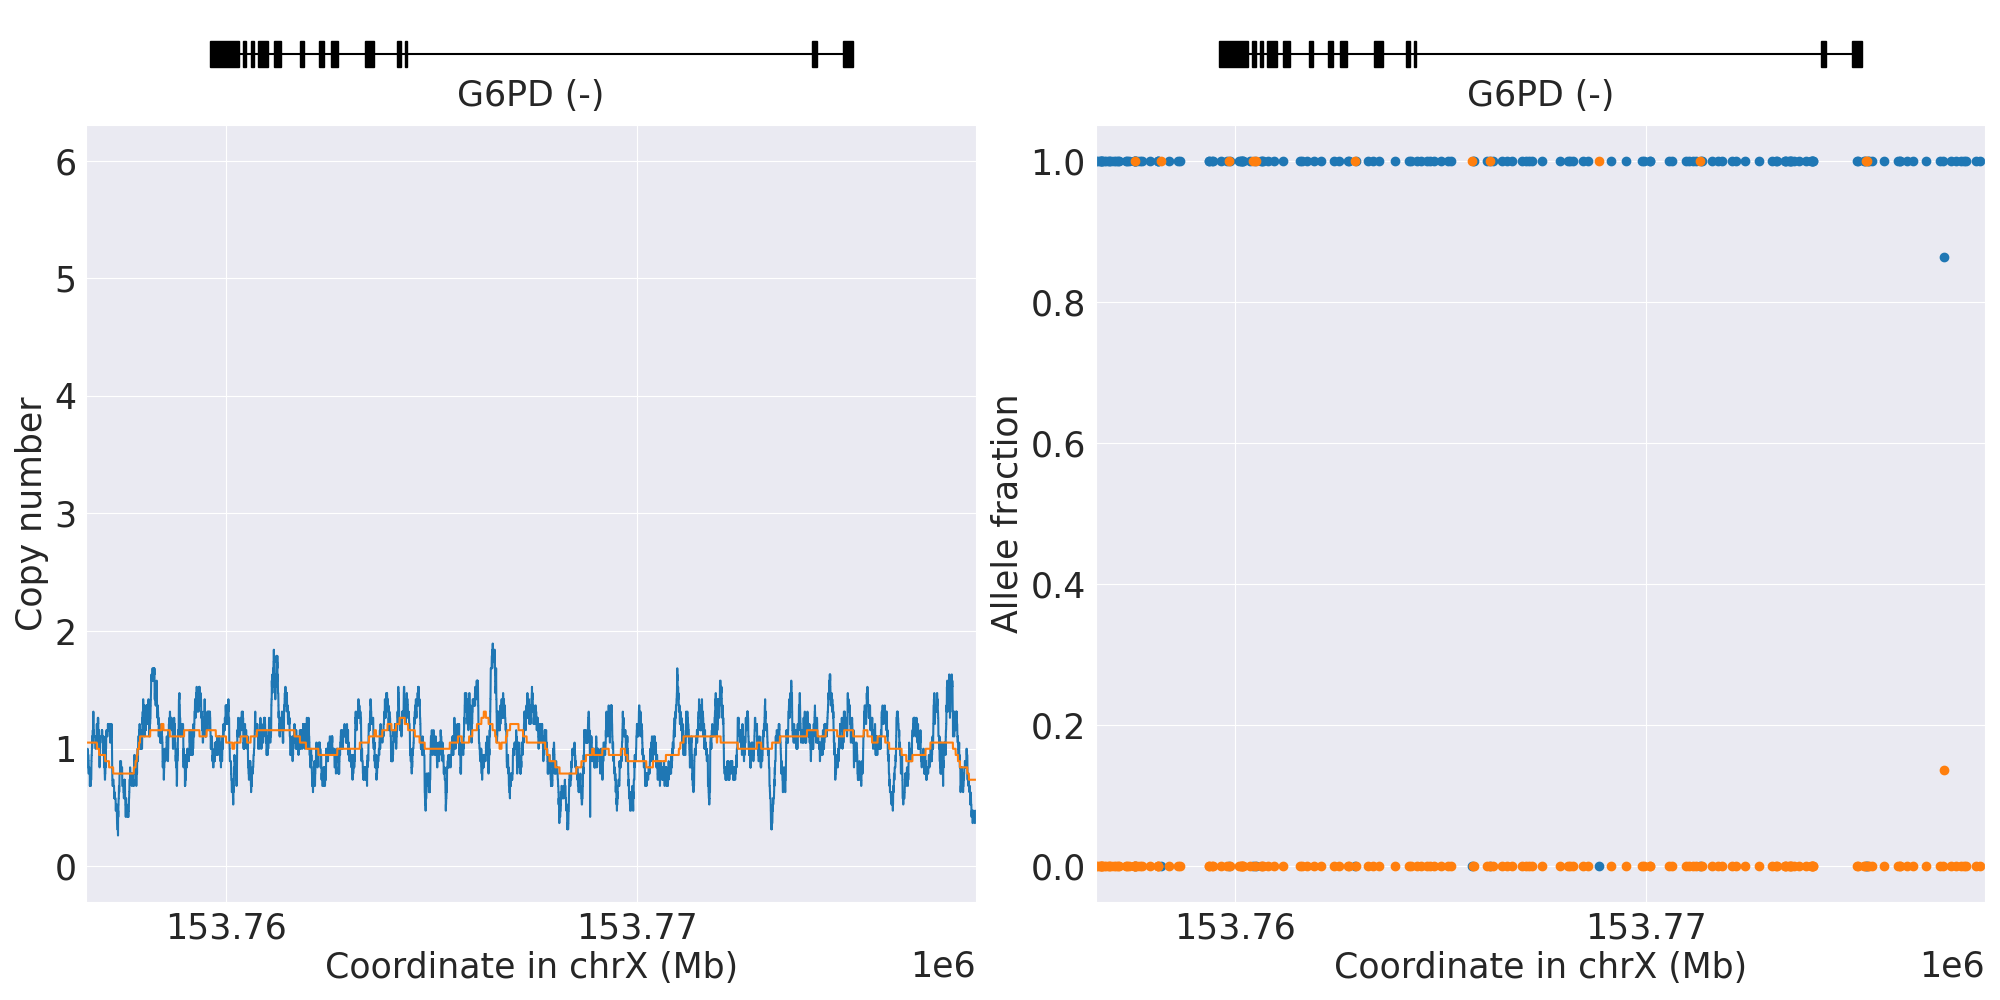 G6PD (-)
6
5
4
3
2
1
0
Copy number
153.76
153.77
Coordinate in chrX (Mb)
1e6
G6PD (-)
1.0
0.8
0.6
0.4
0.2
0.0
Allele fraction
153.76
153.77
Coordinate in chrX (Mb)
1e6